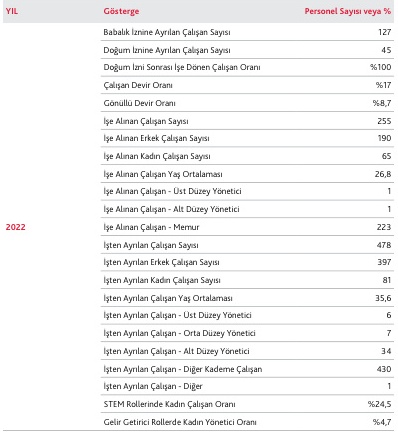 YIL Gösterge Personel Sayısı veya %
Babalık İznine Ayrılan Çalışan Sayısı 127
Doğum İznine Ayrılan Çalışan Sayısı 45
Doğum İzni Sonrası İşe Dönen Çalışan Oranı %100
Çalışan Devir Oranı %17
Gönüllü Devir Oranı %8,7
İşe Alınan Çalışan Sayısı 255
İşe Alınan Erkek Çalışan Sayısı 190
İşe Alınan Kadın Çalışan Sayısı 65
İşe Alınan Çalışan Yaş Ortalaması 26,8
İşe Alınan Çalışan - Üst Düzey Yönetici 1
İşe Alınan Çalışan - Alt Düzey Yönetici 1
2022 İşe Alınan Çalışan - Memur 223
İşten Ayrılan Çalışan Sayısı 478
İşten Ayrılan Erkek Çalışan Sayısı 397
İşten Ayrılan Kadın Çalışan Sayısı 81
İşten Ayrılan Çalışan Yaş Ortalaması 35,6
İşten Ayrılan Çalışan - Üst Düzey Yönetici 6
İşten Ayrılan Çalışan - Orta Düzey Yönetici 7
İşten Ayrılan Çalışan - Alt Düzey Yönetici 34
İşten Ayrılan Çalışan - Diğer Kademe Çalışan 430
İşten Ayrılan Çalışan - Diğer 1
STEM Rollerinde Kadın Çalışan Oranı %24,5
Gelir Getirici Rollerde Kadın Yönetici Oranı %4,7